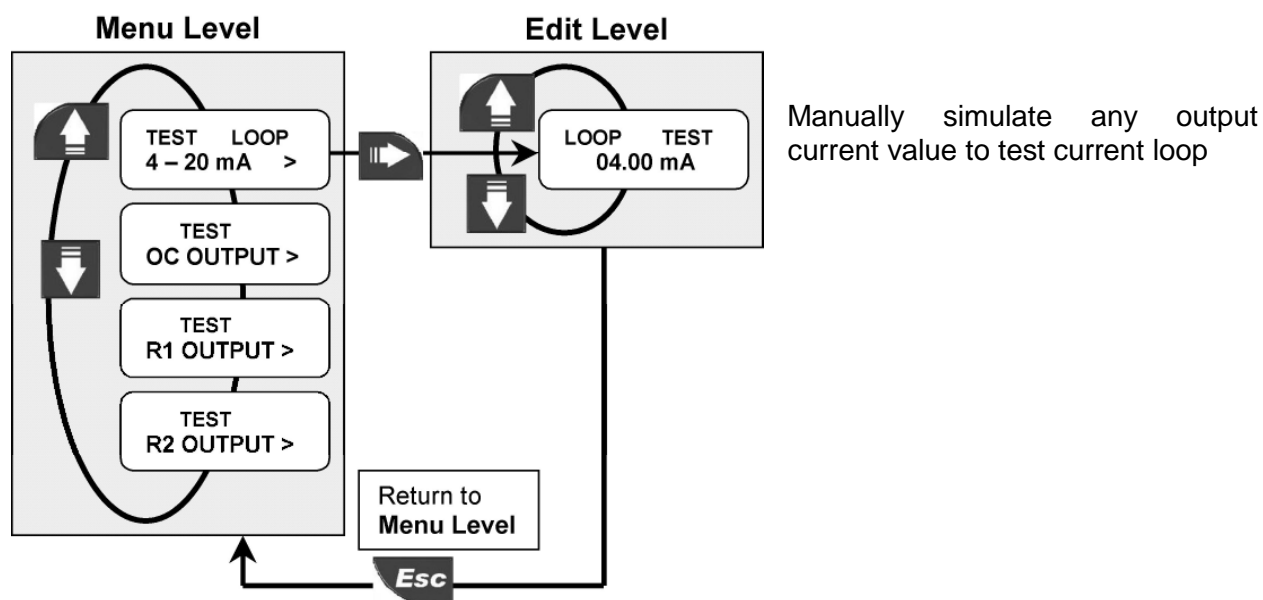 Menu Level
TEST LOOP
4 – 20 mA >
TEST
OC OUTPUT >
TEST
R1 OUTPUT >
TEST
R2 OUTPUT >
Edit Level
LOOP TEST
04.00 mA
Manually simulate any output
current value to test current loop
Return to
Menu Level
Esc